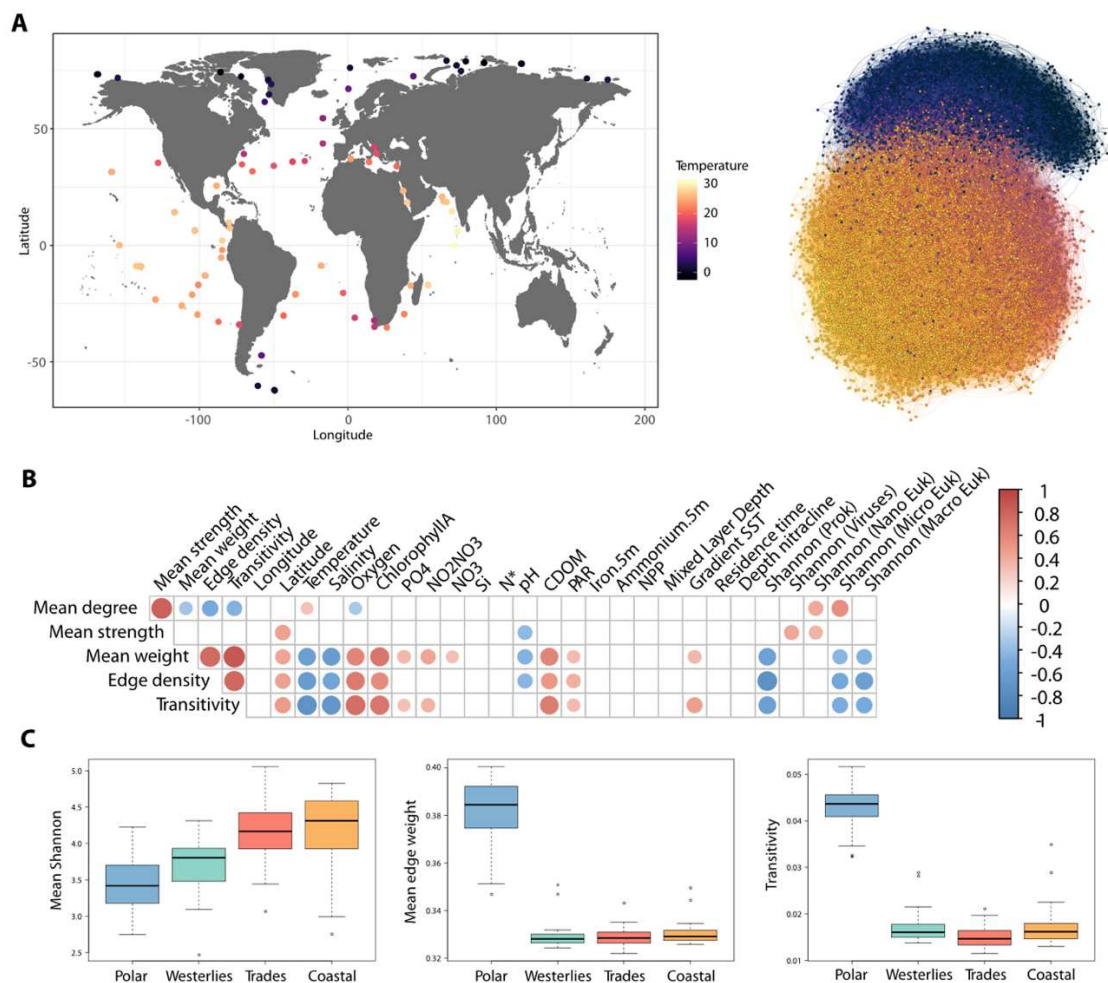 A
50
0
-50
Latitude
-100
0
100
200
Longitude
Temperature
30
20
10
0
B
Mean strength
Mean weight
Edge density
Transitivity
Longitude
Latitude
Temperature
Salinity
Oxygen
ChlorophyllA
PO4
NO2NO3
NO3
Si
N*
pH
CDOM
PAR
Iron.5m
Ammonium.5m
NPP
Mixed Layer Depth
Gradient SST
Residence time
Depth nitracline
Shannon (Prok)
Shannon (Viruses)
Shannon (Nano Euk)
Shannon (Micro Euk)
Shannon (Macro Euk)
Mean degree
Mean strength
Mean weight
Edge density
Transitivity
1
0.8
0.6
0.4
0.2
0
-0.2
-0.4
-0.6
-0.8
-1
C
Mean Shannon
5.0
4.5
4.0
3.5
3.0
2.5
Polar
Westerlies
Trades
Coastal
Mean edge weight
0.40
0.38
0.36
0.34
0.32
Polar
Westerlies
Trades
Coastal
Transitivity
0.05
0.04
0.03
0.02
0.01
Polar
Westerlies
Trades
Coastal